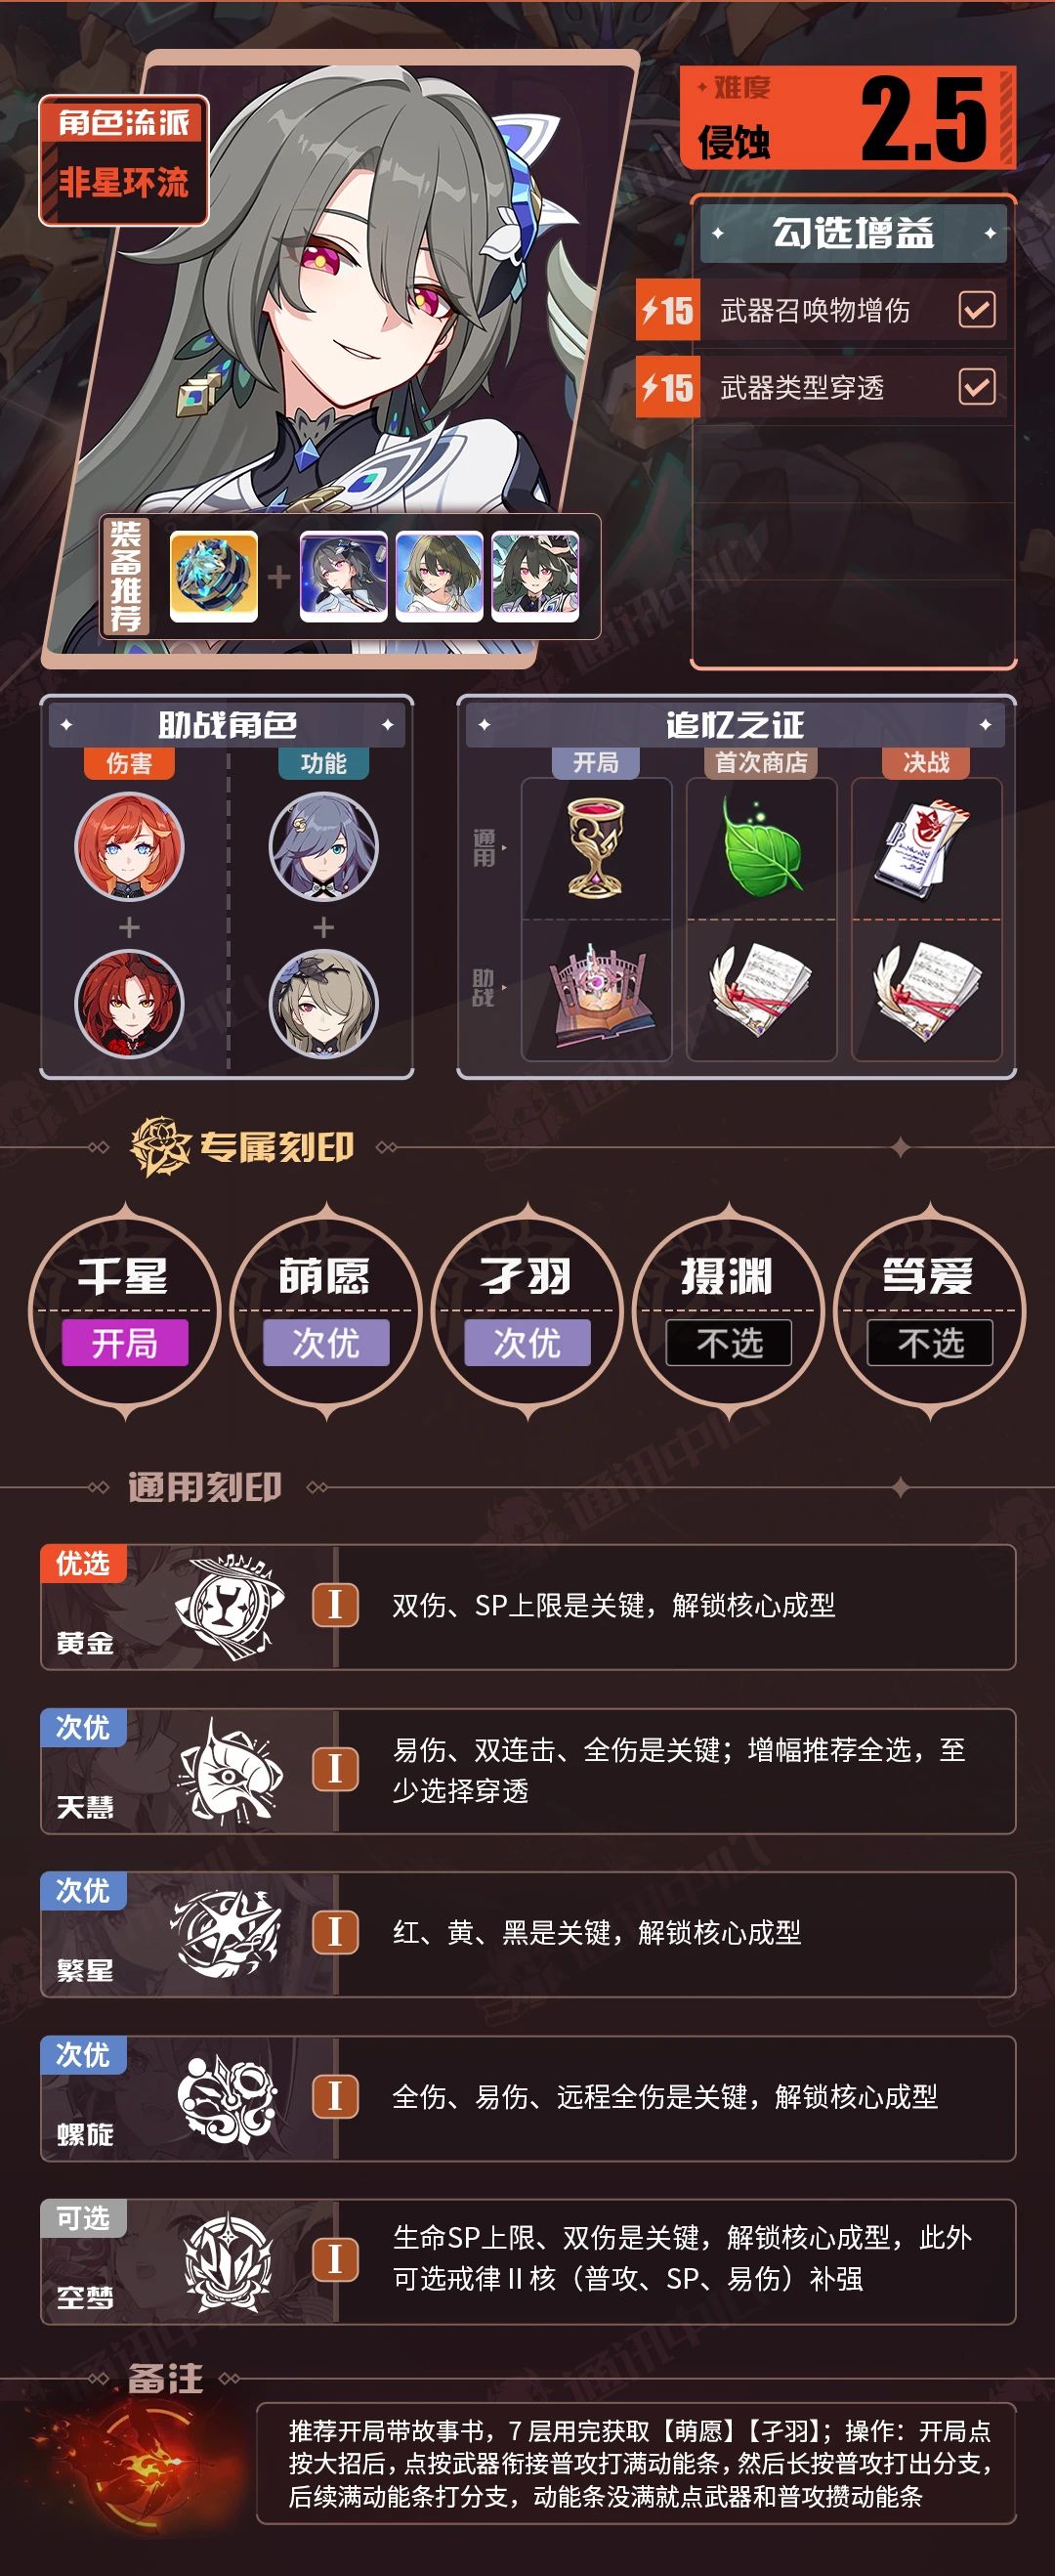 角色流派
非星环流
难度
侵蚀
2.5
勾选增益
15 武器召唤物增伤
15 武器类型穿透
装备推荐
助战角色
伤害
功能
追忆之证
开局
首次商店
决战
通用
助战
专属刻印
千星
开局
萌愿
次优
孑羽
次优
摄渊
不选
笃爱
不选
通用刻印
优选
黄金
I
双伤、SP上限是关键，解锁核心成型
次优
天慧
I
易伤、双连击、全伤是关键；增幅推荐全选，至
少选择穿透
次优
繁星
I
红、黄、黑是关键，解锁核心成型
次优
螺旋
I
全伤、易伤、远程全伤是关键，解锁核心成型
可选
空梦
I
生命SP上限、双伤是关键，解锁核心成型，此外
可选戒律 II 核（普攻、SP、易伤）补强
备注
推荐开局带故事书，7 层用完获取【萌愿】【孑羽】；操作：开局点
按大招后，点按武器衔接普攻打满动能条，然后长按普攻打出分支，
后续满动能条打分支，动能条没满就点武器和普攻攒动能条
通讯中心